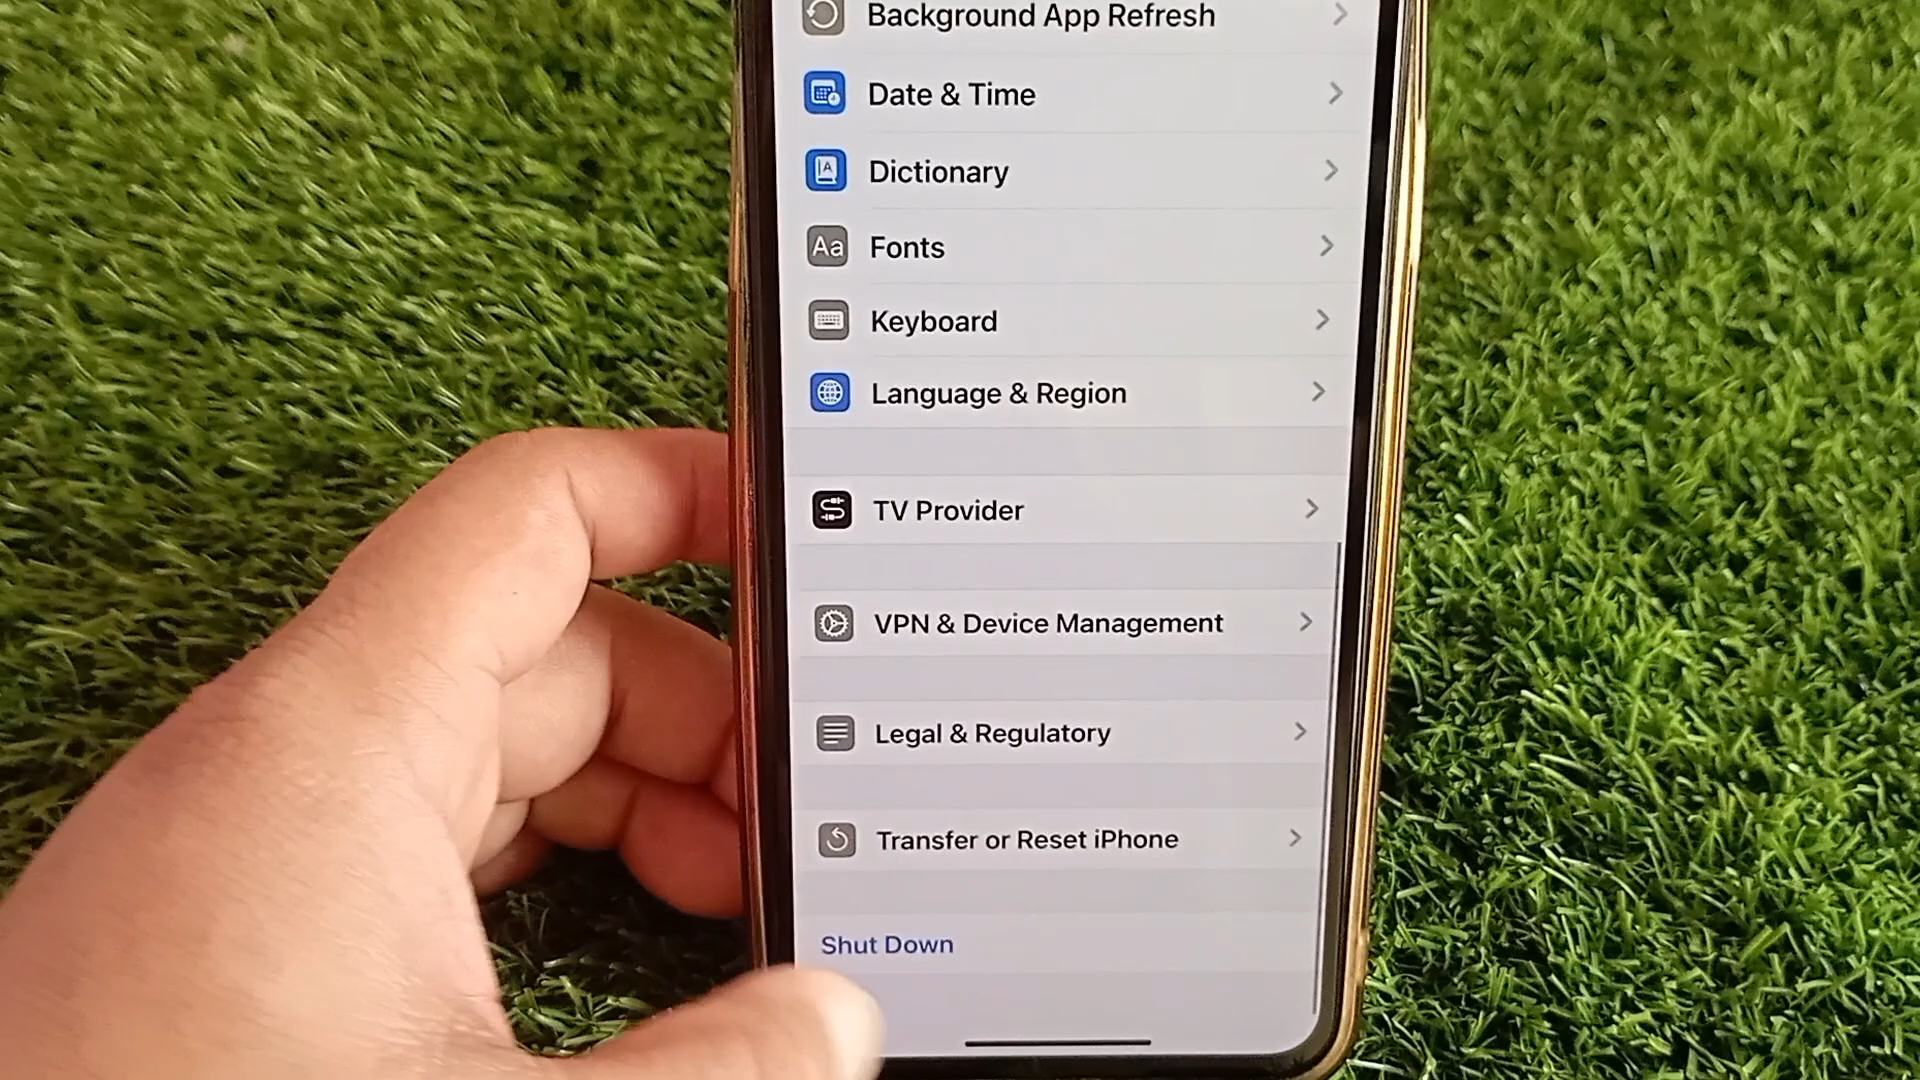 Background App Refresh
Date & Time
Dictionary
Aa Fonts
Keyboard
Language & Region
TV Provider
VPN & Device Management
Legal & Regulatory
Transfer or Reset iPhone
Shut Down